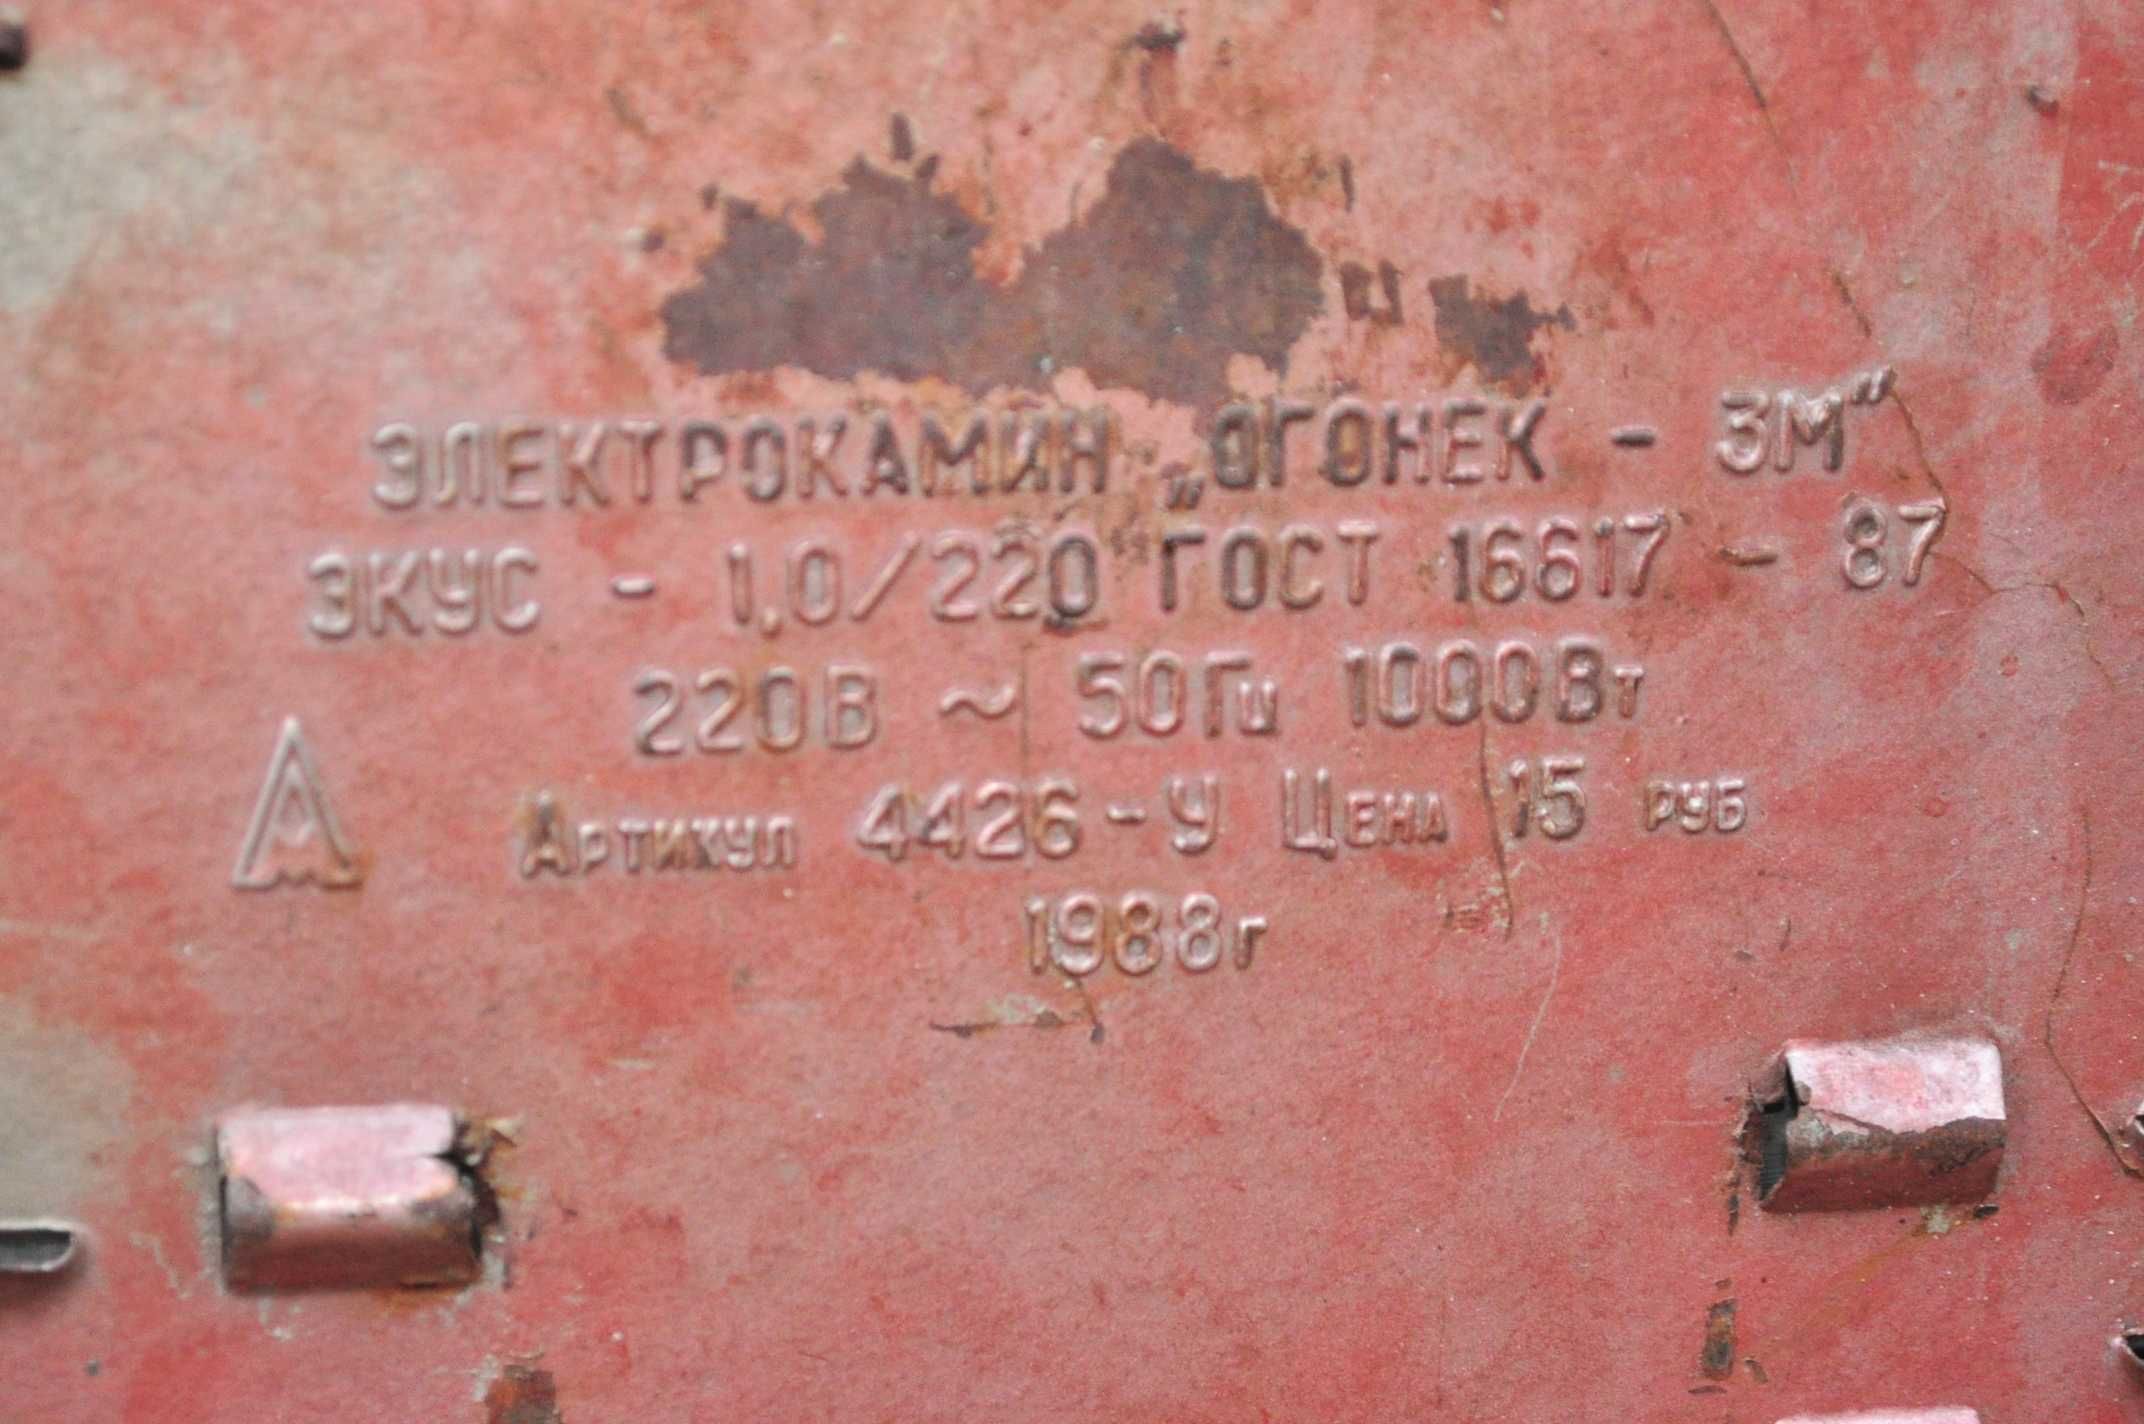 ЭЛЕКТРОКАМИН „ОГОНЕК - 3М"
ЭКУС - 1,0/220 ГОСТ 16617 - 87
220В ~ 50Гц 1000Вт
Артикул 4426-У Цена 15 руб
1988г